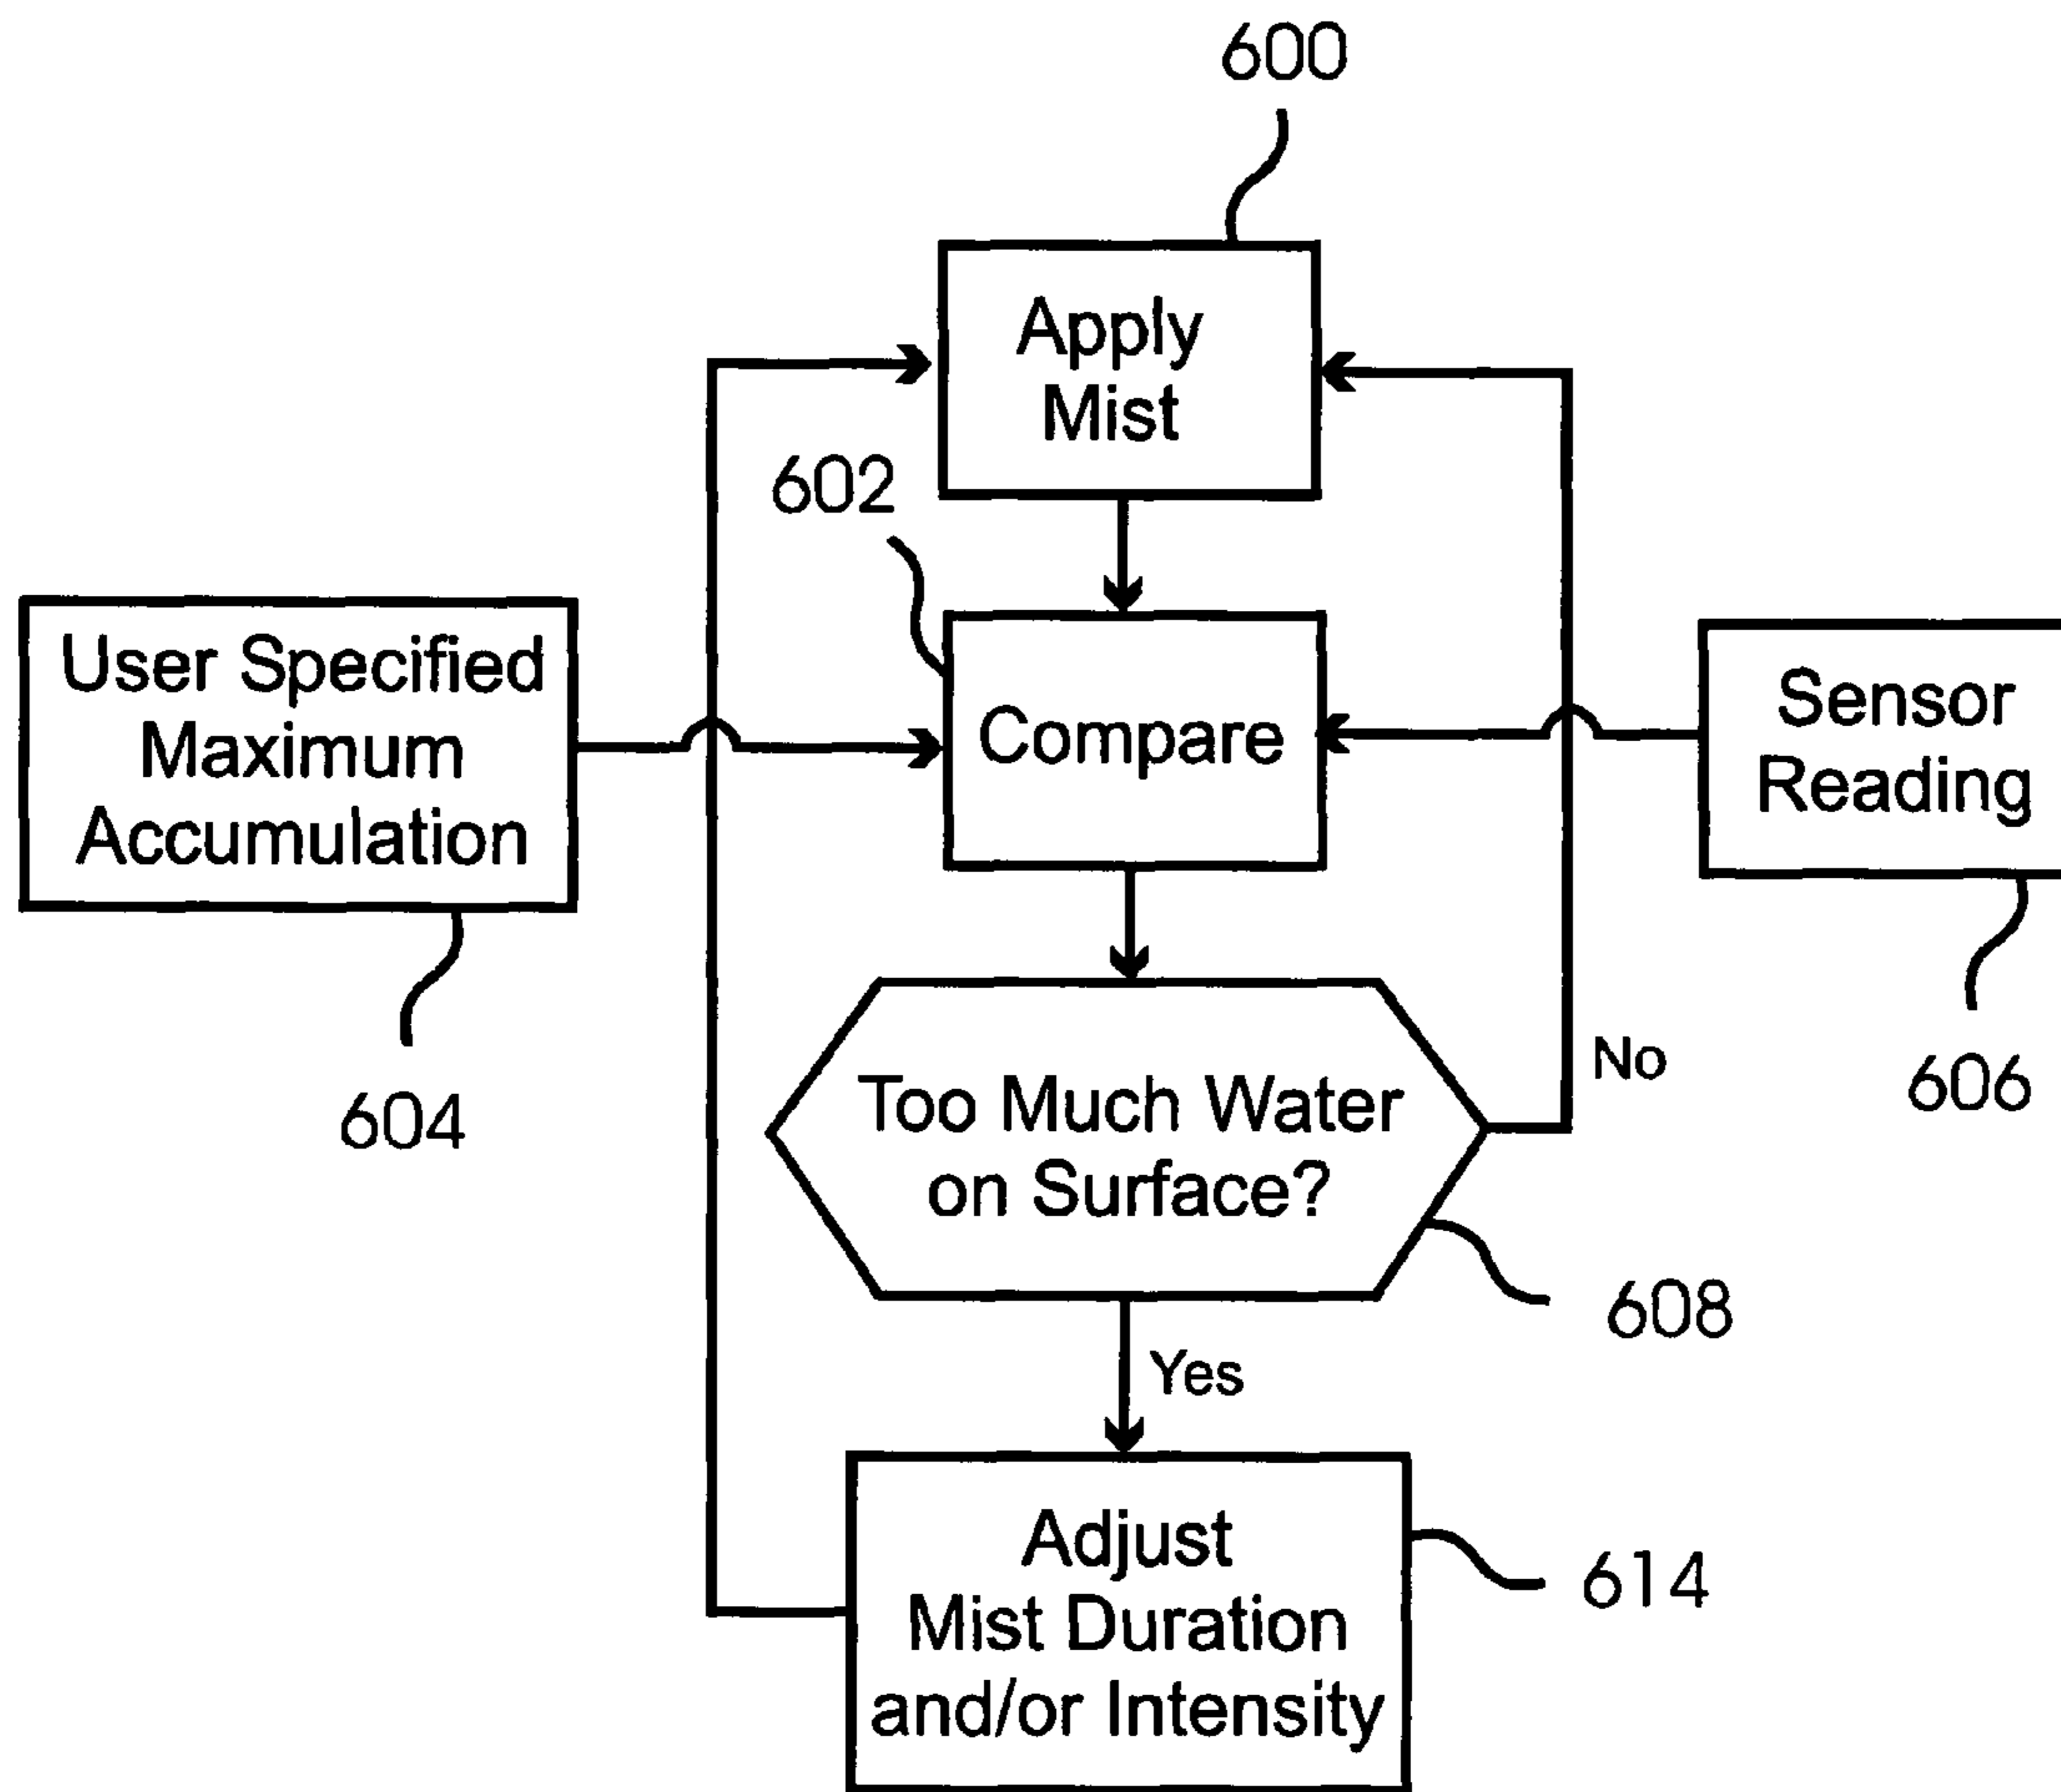 600
Apply
Mist
602
User Specified
Maximum
Accumulation
Compare
Sensor
Reading
604
No
606
Too Much Water
on Surface?
608
Yes
Adjust
Mist Duration
and/or Intensity
614